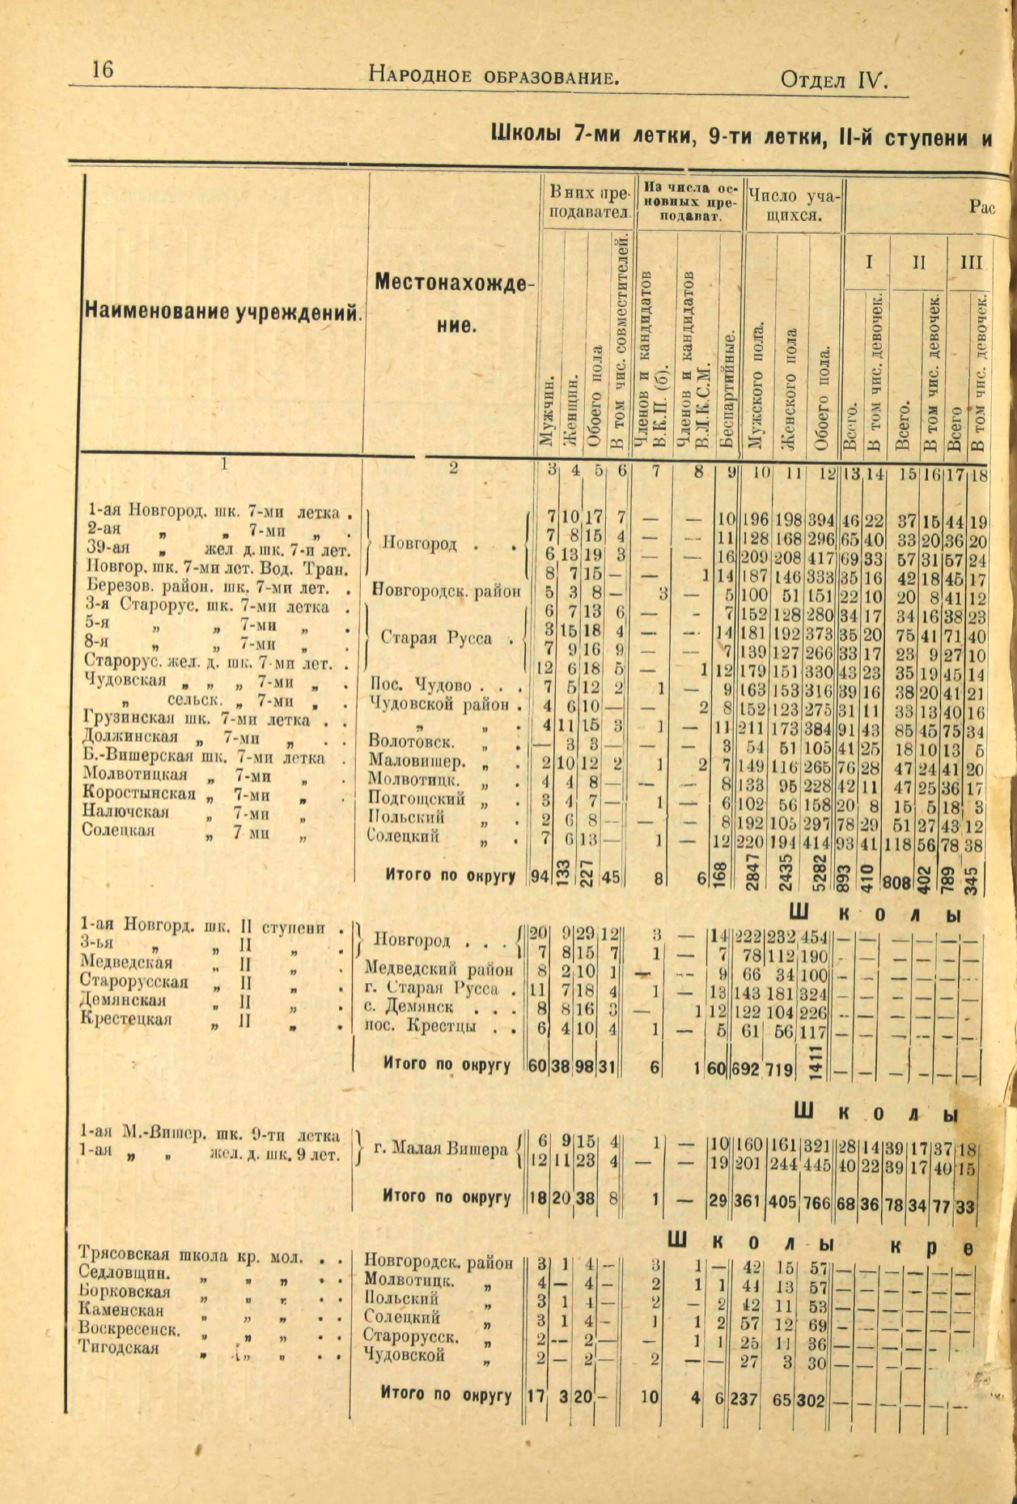 16
Народное образование.
Отдел IV.
Школы 7-ми летки, 9-ти летки, II-й ступени и
Наименование учреждений.
Местонахожде-
ние.
В них пре-
подавател.
Из числа ос-
новных пре-
подават.
Число уча-
щихся.
Рас
I II III
Мужчин.
Женщин.
Обоего пола
В том чис. совместителей.
Членов и кандидатов
В.К.П. (б).
Членов и кандидатов
В.Л.К.С.М.
Беспартийные.
Мужского пола.
Женского пола
Обоего пола.
Всего.
В том чис. девочек.
Всего.
В том чис. девочек.
Всего
В том чис. девочек.
1 2 3 4 5 6 7 8 9 10 11 12 13 14 15 16 17 18
1-ая Новгород. шк. 7-ми летка . Новгород . . 7 10 17 7 — — 10 196 198 394 46 22 37 15 44 19
2-ая „ „ 7-ми „ . 7 8 15 4 — — 11 128 168 296 65 40 33 20 36 20
39-ая „ жел д. шк. 7-и лет. 6 13 19 3 — — 16 209 208 417 69 33 57 31 57 24
Новгор. шк. 7-ми лет. Вод. Тран. 8 7 15 — — 1 14 187 146 333 35 16 42 18 45 17
Березов. район. шк. 7-ми лет. . Новгородск. район 5 3 8 — 3 — 5 100 51 151 22 10 20 8 41 12
3-я Старорус. шк. 7-ми летка . Старая Русса . 6 7 13 6 — - 7 152 128 280 34 17 34 16 38 23
5-я „ „ 7-ми „ . 3 15 18 4 — — 14 181 192 373 35 20 75 41 71 40
8-я „ „ 7-ми „ . 7 9 16 9 — — 7 139 127 266 33 17 23 9 27 10
Старорус. жел. д. шк. 7-ми лет. . 12 6 18 5 — 1 12 179 151 330 43 23 35 19 45 14
Чудовская „ „ „ 7-ми „ . Пос. Чудово . . . 7 5 12 2 1 — 9 163 153 316 39 16 38 20 41 21
„ сельск. „ 7-ми „ . Чудовской район . 4 6 10 — — 2 8 152 123 275 31 11 33 13 40 16
Грузинская шк. 7-ми летка . . „ „ 4 11 15 3 1 — 11 211 173 384 91 43 85 45 75 34
Должинская „ 7-ми „ . . Волотовск. „ . — 3 3 — — — 3 54 51 105 41 25 18 10 13 5
Б.-Вишерская шк. 7-ми летка . Маловишер. „ . 2 10 12 2 1 2 7 149 116 265 76 28 47 24 41 20
Молвотицкая „ 7-ми „ . Молвотицк. „ . 4 4 8 — — — 8 133 95 228 42 11 47 25 36 17
Коростынская „ 7-ми „ . Подгощский „ . 3 4 7 — 1 — 6 102 56 158 20 8 15 5 18 3
Налючская „ 7-ми „ Польский „ . 2 6 8 — — — 8 192 105 297 78 29 51 27 43 12
Солецкая „ 7 ми „ Солецкий „ . 7 6 13 — 1 — 12 220 194 414 93 41 118 56 78 38
Итого по округу 94 133 227 45 8 6 168 2847 2435 5282 893 410 808 402 789 345
Школы
1-ая Новгорд. шк. II ступени . Новгород . . . 20 9 29 12 3 — 14 222 232 454 — — — — — —
3-ья „ „ II „ . 7 8 15 7 1 — 7 78 112 190 - — — — — —
Медведская „ II „ . Медведский район 8 2 10 1 — — 9 66 34 100 — — — — — —
Старорусская „ II „ . г. Старая Русса . 11 7 18 4 1 — 13 143 181 324 — — — — — —
Демянская „ II „ . с. Демянск . . . 8 8 16 3 — 1 12 122 104 226 — — — — — —
Крестецкая „ II „ . пос. Крестцы . . 6 4 10 4 1 — 5 61 56 117 — — — — — —
Итого по округу 60 38 98 31 6 1 60 692 719 1411 — — — — — —
Школы
1-ая М.-Вишер. шк. 9-ти летка г. Малая Вишера 6 9 15 4 1 — 10 160 161 321 28 14 39 17 37 18
1-ая „ „ жел. д. шк. 9 лет. 12 11 23 4 — — 19 201 244 445 40 22 39 17 40 15
Итого по округу 18 20 38 8 1 — 29 361 405 766 68 36 78 34 77 33
Школы кре
Трясовская школа кр. мол. . . Новгородск. район 3 1 4 — 3 1 — 42 15 57 — — — — — —
Седловщин. „ „ „ . . Молвотицк. „ 4 — 4 — 2 1 1 44 13 57 — — — — — —
Борковская „ „ „ . . Польский „ 3 1 4 — 2 — 2 42 11 53 — — — — — —
Каменская „ „ „ . . Солецкий „ 3 1 4 - 1 1 2 57 12 69 — — — — — —
Воскресенск. „ „ „ . . Старорусск. „ 2 — 2 — — 1 1 25 11 36 — — — — —
Тигодская „ „ „ . . Чудовской „ 2 — 2 — 2 — — 27 3 30 — — — —
Итого по округу 17 3 20 - 10 4 6 237 65 302 — — — — — —